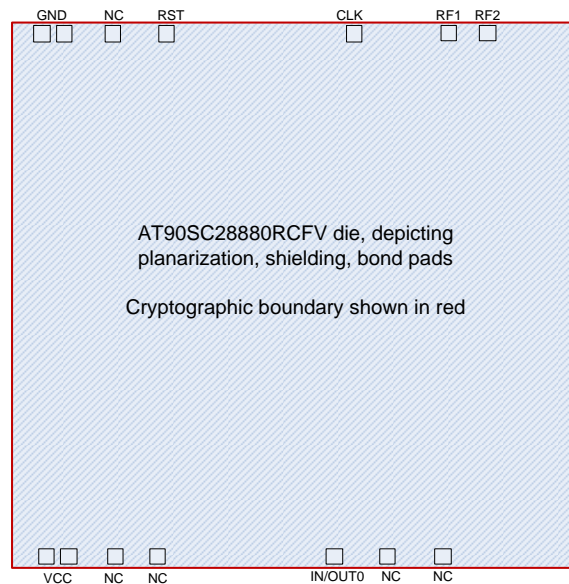 GND NC RST CLK RF1 RF2
AT90SC28880RCFV die, depicting
planarization, shielding, bond pads
Cryptographic boundary shown in red
VCC NC NC IN/OUT0 NC NC